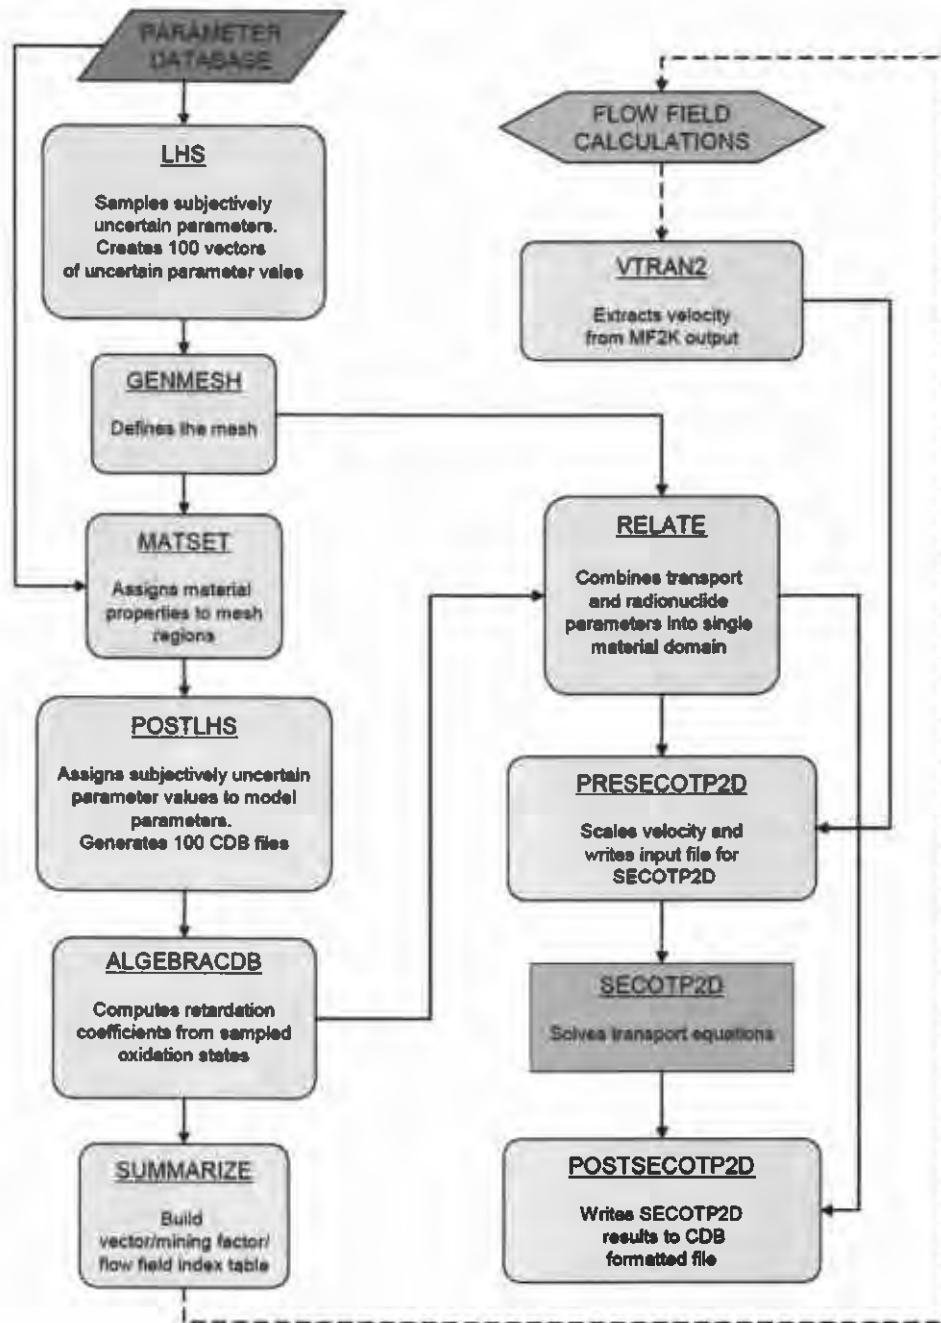 PARAMETER
DATABASE
LHS
Samples subjectively
uncertain parameters.
Creates 100 vectors
of uncertain parameter vales
GENMESH
Defines the mesh
MATSET
Assigns material
properties to mesh
regions
POSTLHS
Assigns subjectively uncertain
parameter values to model
parameters.
Generates 100 CDB files
ALGEBRACDB
Computes retardation
coefficients from sampled
oxidation states
SUMMARIZE
Build
vector/mining factor/
flow field index table
FLOW FIELD
CALCULATIONS
VTRAN2
Extracts velocity
from MF2K output
RELATE
Combines transport
and radionuclide
parameters into single
material domain
PRESECOTP2D
Scales velocity and
writes input file for
SECOTP2D
SECOTP2D
Solves transport equations
POSTSECOTP2D
Writes SECOTP2D
results to CDB
formatted file